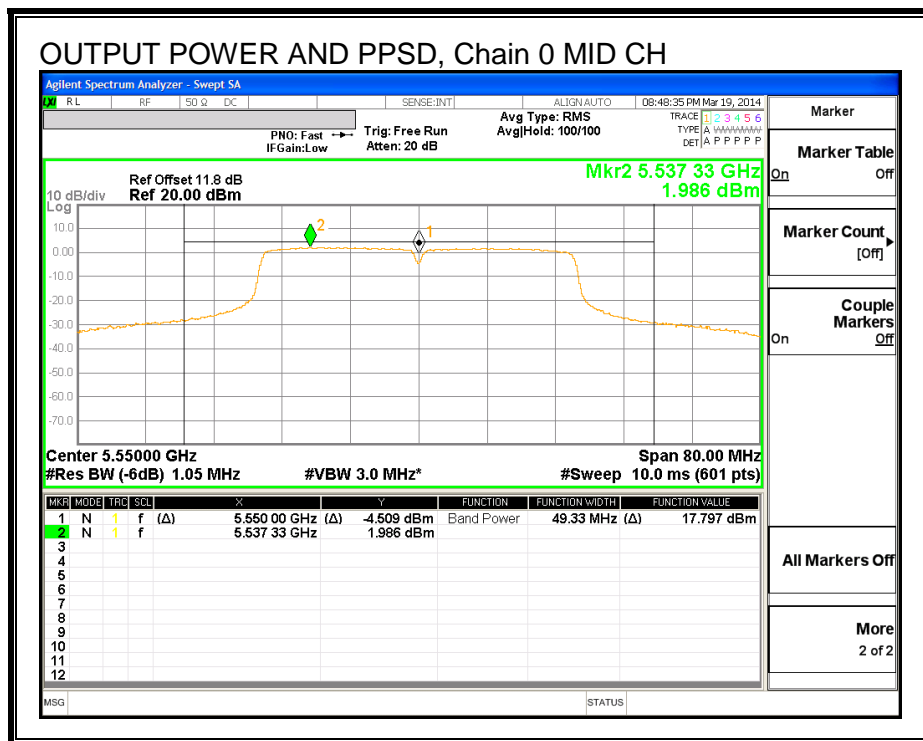 OUTPUT POWER AND PPSD, Chain 0 MID CH
Agilent Spectrum Analyzer - Swept SA
LXI RL RF 50 Ω DC SENSE:INT ALIGN AUTO 08:48:35 PM Mar 19, 2014
PNO: Fast
IFGain:Low
Trig: Free Run
Atten: 20 dB
Avg Type: RMS
Avg|Hold: 100/100
TRACE 1 2 3 4 5 6
TYPE A WWWWW
DET A P P P P P
Mkr2 5.537 33 GHz
1.986 dBm
Ref Offset 11.8 dB
10 dB/div Ref 20.00 dBm
Log
10.0
0.00
-10.0
-20.0
-30.0
-40.0
-50.0
-60.0
-70.0
2
1
Center 5.55000 GHz Span 80.00 MHz
#Res BW (-6dB) 1.05 MHz #VBW 3.0 MHz* #Sweep 10.0 ms (601 pts)
MKR MODE TRC SCL X Y FUNCTION FUNCTION WIDTH FUNCTION VALUE
1 N 1 f (Δ) 5.550 00 GHz (Δ) -4.509 dBm Band Power 49.33 MHz (Δ) 17.797 dBm
2 N 1 f 5.537 33 GHz 1.986 dBm
3
4
5
6
7
8
9
10
11
12
MSG STATUS
Marker
Marker Table
On Off
Marker Count
[Off]
Couple
Markers
On Off
All Markers Off
More
2 of 2